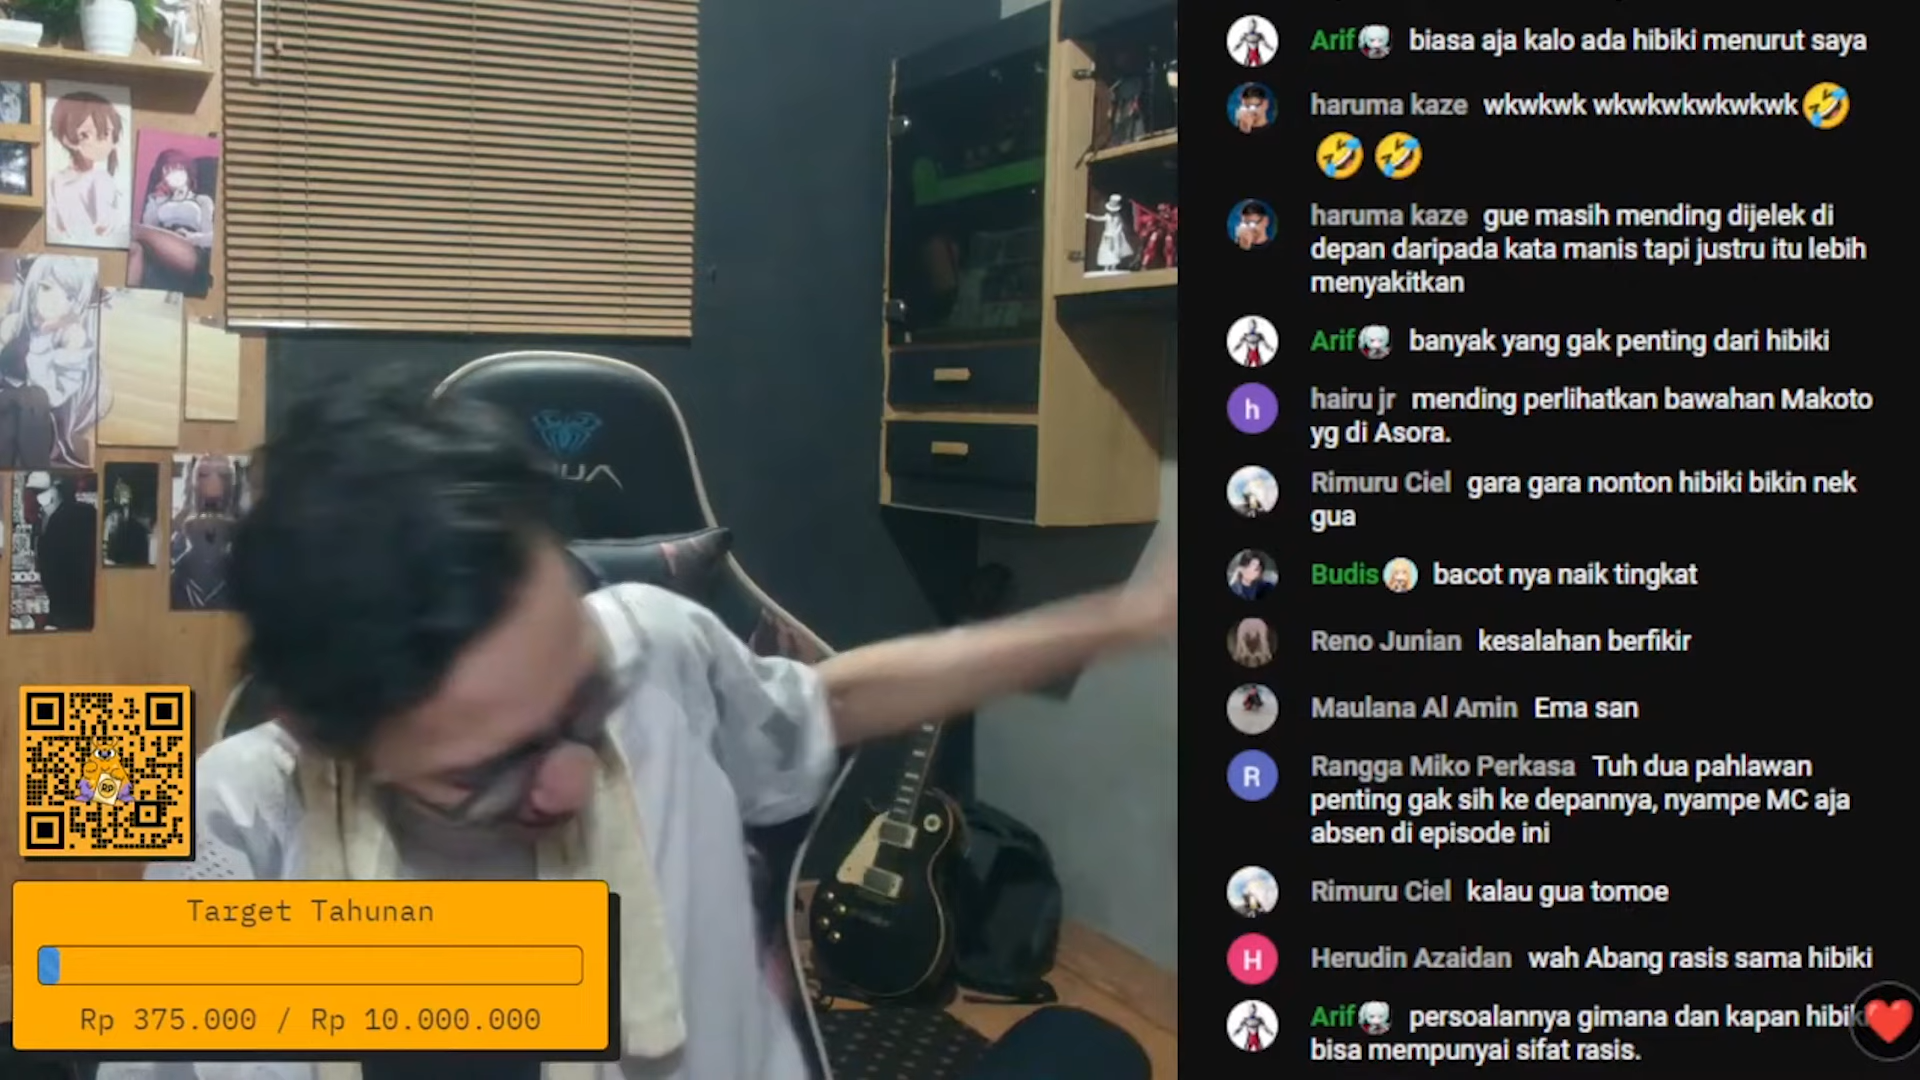 Arif biasa aja kalo ada hibiki menurut saya
haruma kaze wkwkwk wkwkwkwkwkwk🤣
🤣 🤣
haruma kaze gue masih mending dijelek di
depan daripada kata manis tapi justru itu lebih
menyakitkan
Arif banyak yang gak penting dari hibiki
h
hairu jr mending perlihatkan bawahan Makoto
yg di Asora.
Rimuru Ciel gara gara nonton hibiki bikin nek
gua
Budis bacot nya naik tingkat
Reno Junian kesalahan berfikir
Maulana Al Amin Ema san
R
Rangga Miko Perkasa Tuh dua pahlawan
penting gak sih ke depannya, nyampe MC aja
absen di episode ini
Rimuru Ciel kalau gua tomoe
H
Herudin Azaidan wah Abang rasis sama hibiki
Arif persoalannya gimana dan kapan hibiki
bisa mempunyai sifat rasis.
RP
Target Tahunan
Rp 375.000 / Rp 10.000.000